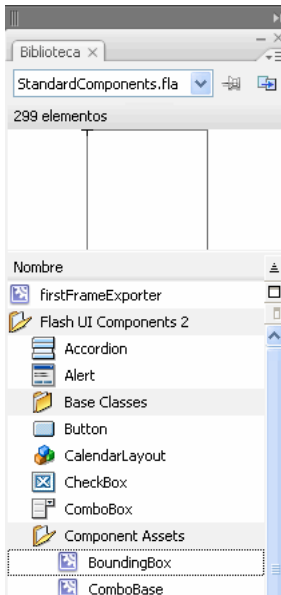 Biblioteca
StandardComponents.fla
299 elementos
Nombre
firstFrameExporter
Flash UI Components 2
Accordion
Alert
Base Classes
Button
CalendarLayout
CheckBox
ComboBox
Component Assets
BoundingBox
ComboBase